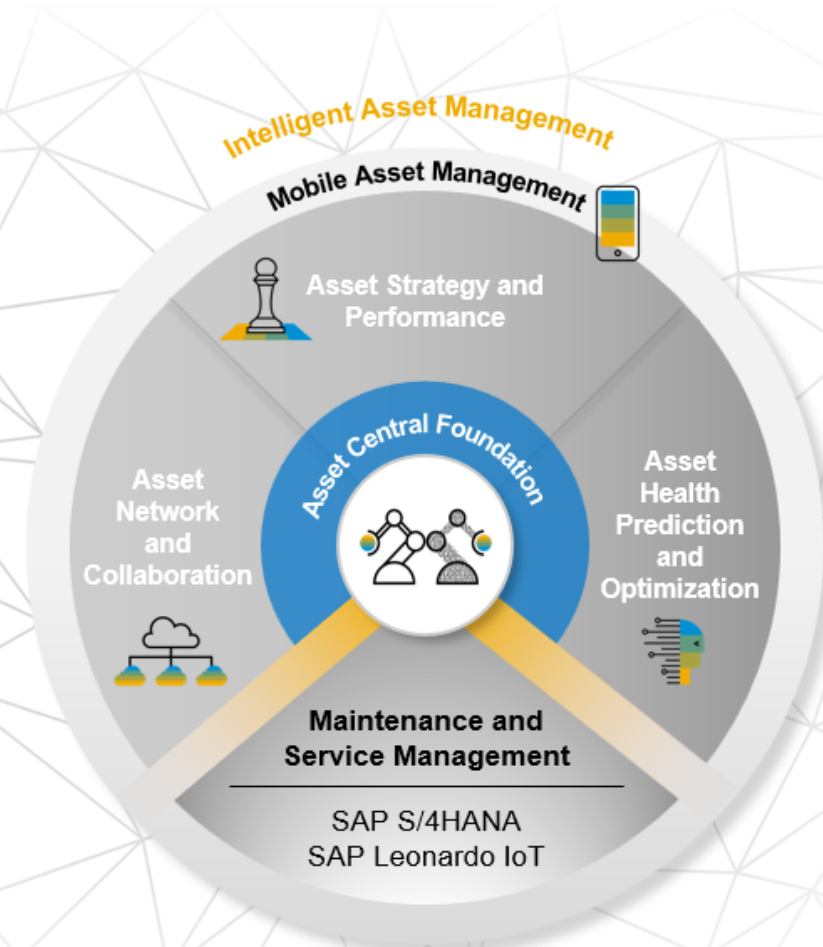 Intelligent Asset Management
Mobile Asset Management
Asset Strategy and
Performance
Asset Central Foundation
Asset
Network
and
Collaboration
Asset
Health
Prediction
and
Optimization
Maintenance and
Service Management
SAP S/4HANA
SAP Leonardo IoT